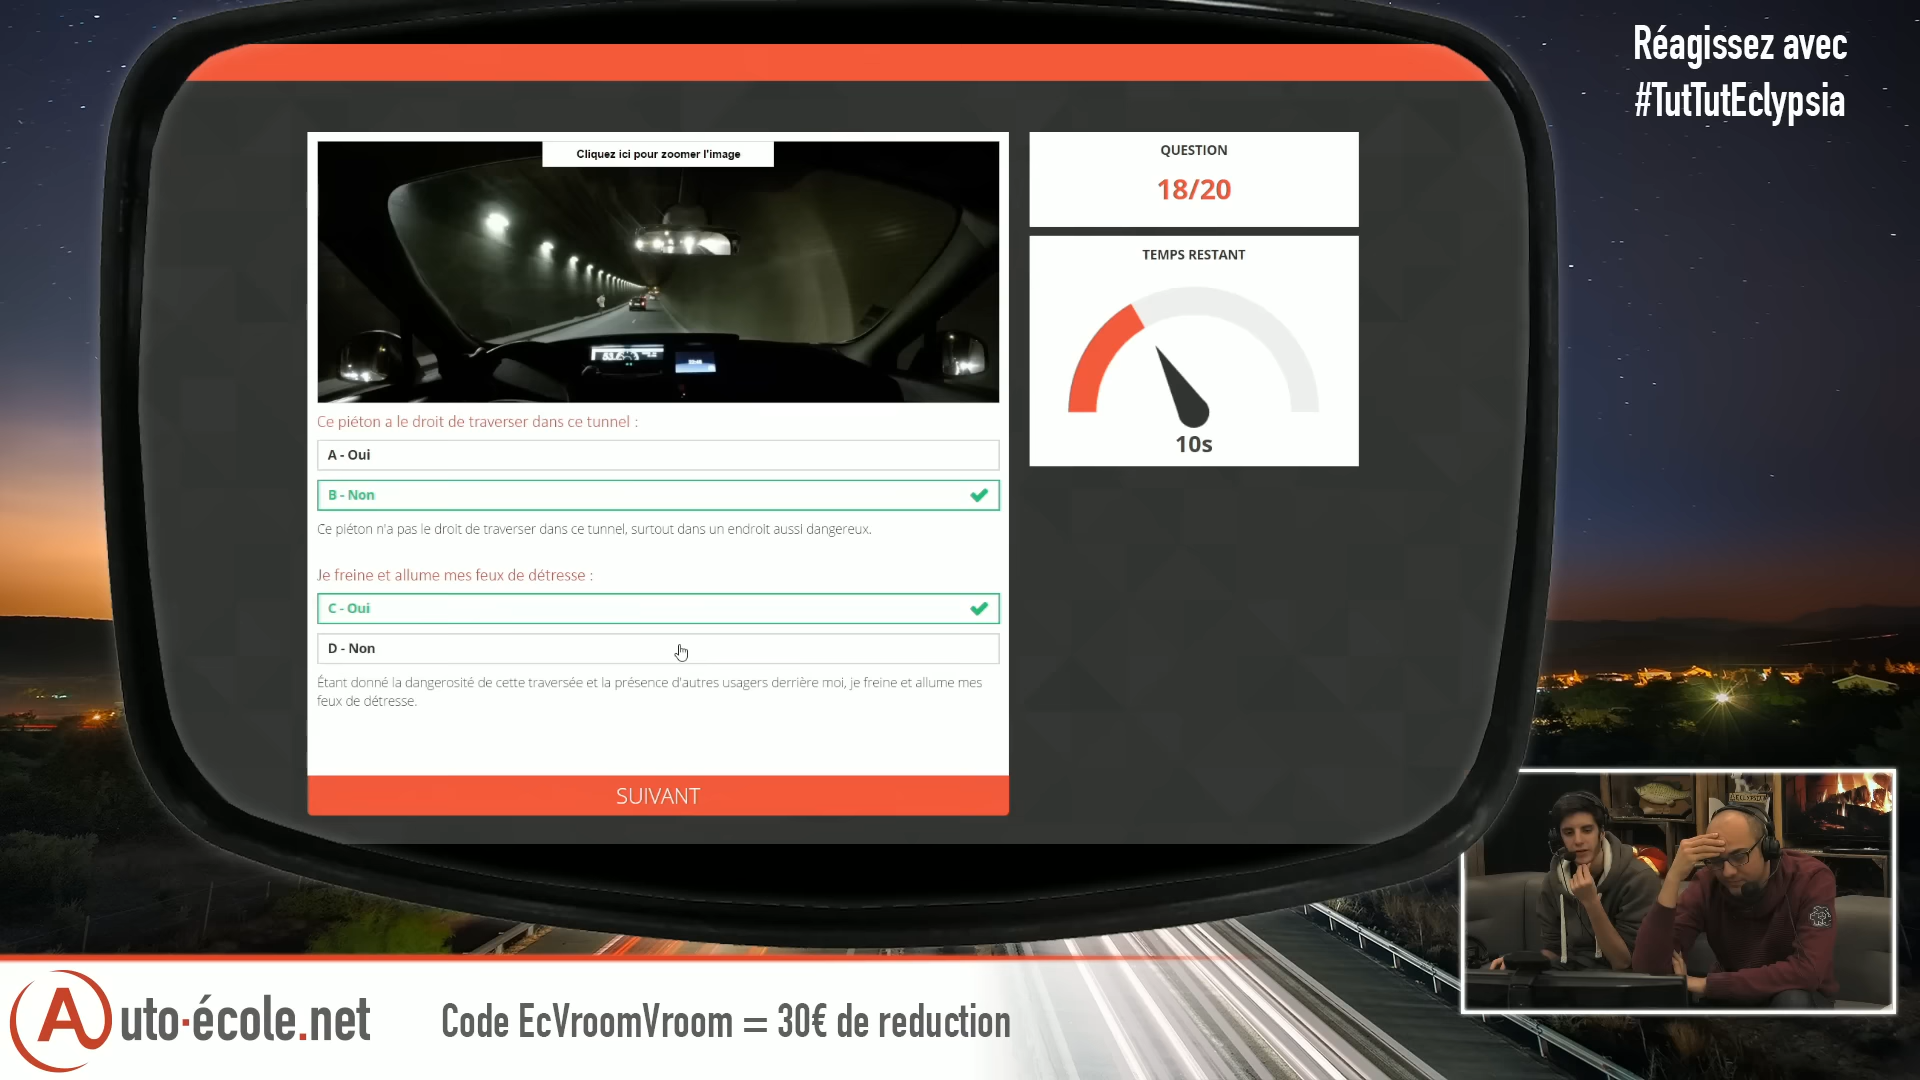 Réagissez avec
#TutTutEclypsia
Cliquez ici pour zoomer l'image
QUESTION
18/20
TEMPS RESTANT
10s
Ce piéton a le droit de traverser dans ce tunnel :
A - Oui
B - Non
Ce piéton n'a pas le droit de traverser dans ce tunnel, surtout dans un endroit aussi dangereux.
Je freine et allume mes feux de détresse :
C - Oui
D - Non
Étant donné la dangerosité de cette traversée et la présence d'autres usagers derrière moi, je freine et allume mes
feux de détresse.
SUIVANT
Auto·école.net
Code EcVroomVroom = 30€ de reduction